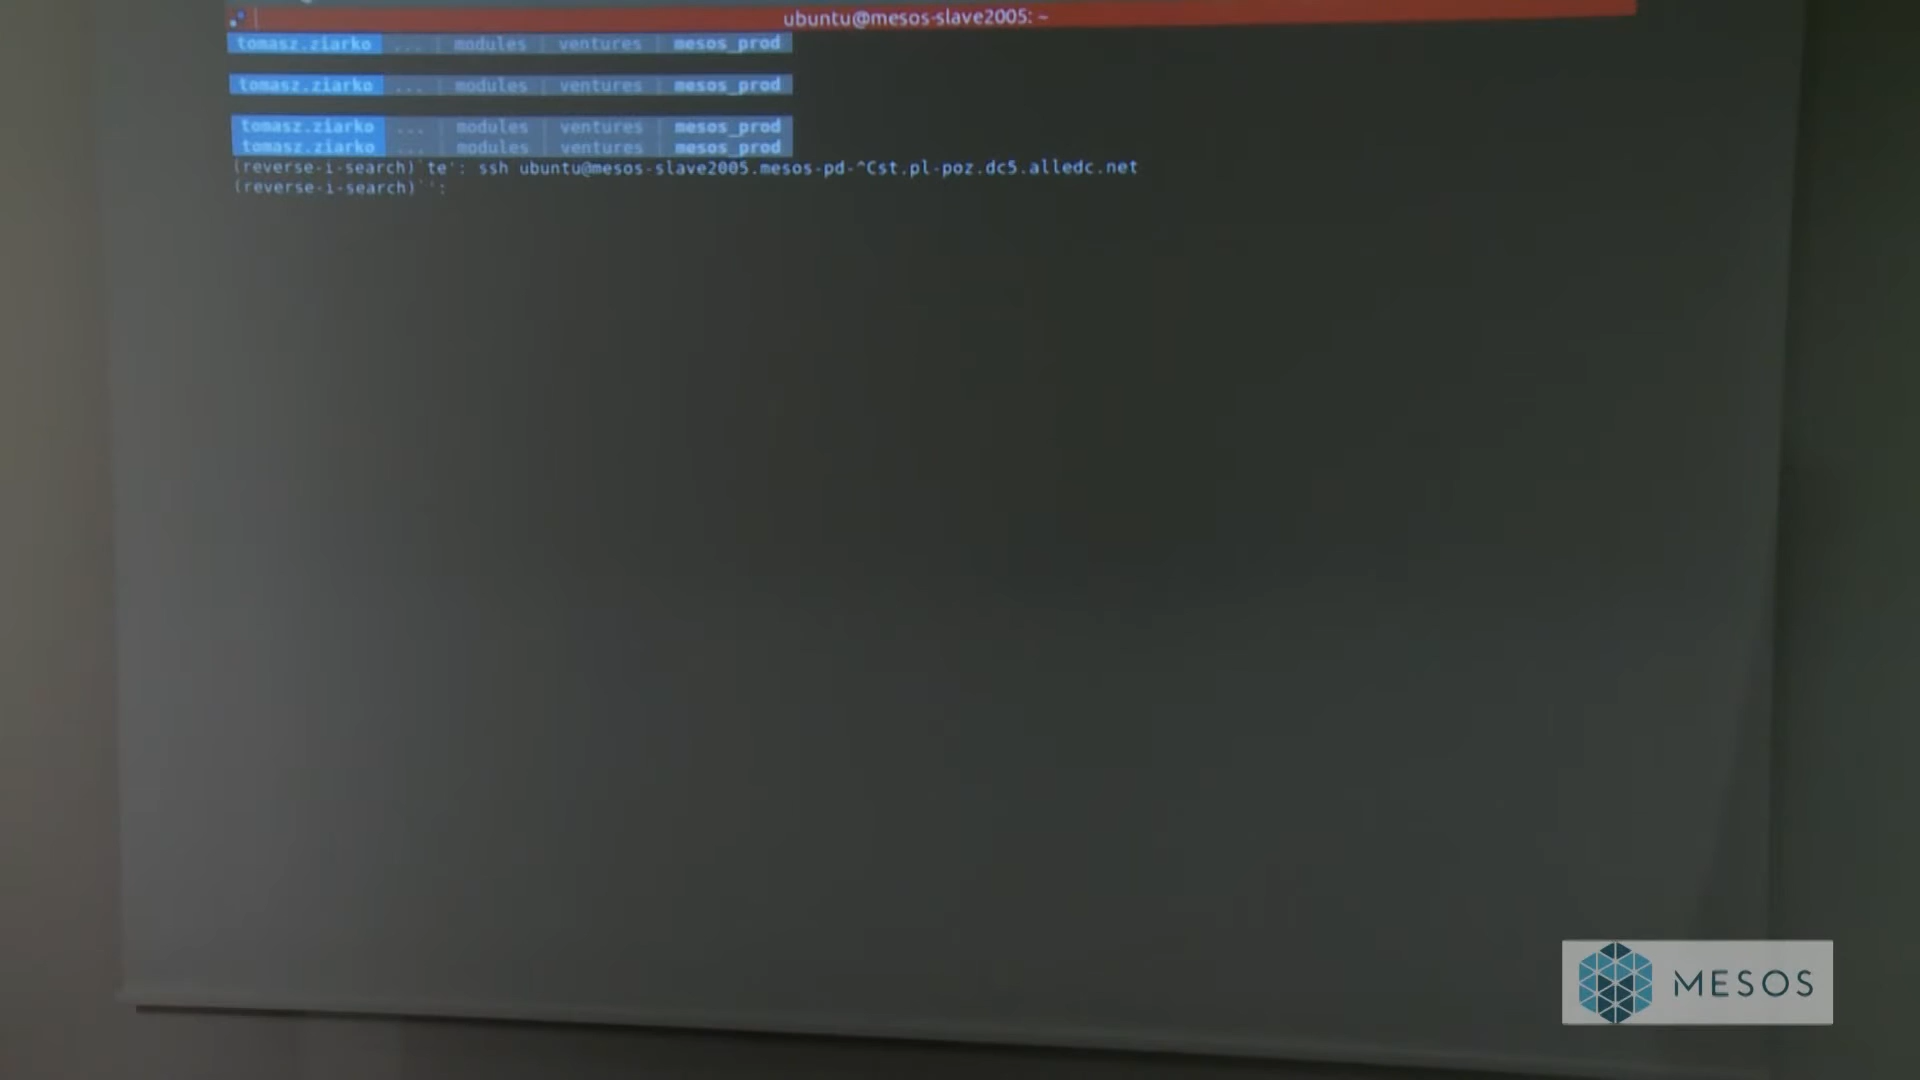 ubuntu@mesos-slave2005: ~
tomasz.ziarko ... modules ventures mesos_prod
tomasz.ziarko ... modules ventures mesos_prod
tomasz.ziarko ... modules ventures mesos_prod
tomasz.ziarko ... modules ventures mesos_prod
(reverse-i-search)`te': ssh ubuntu@mesos-slave2005.mesos-pd-^Cst.pl-poz.dc5.alledc.net
(reverse-i-search)`':
MESOS